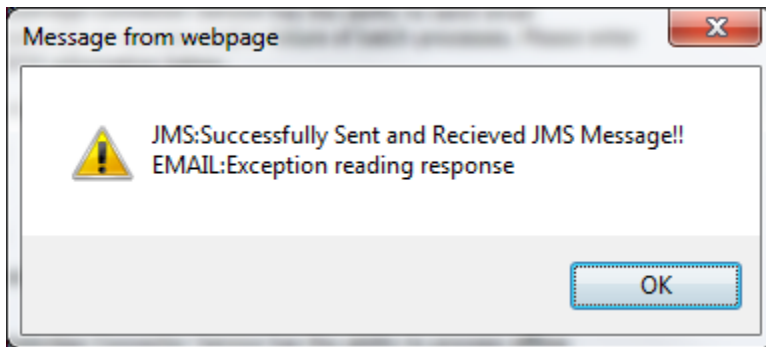 Message from webpage
JMS:Successfully Sent and Recieved JMS Message!!
EMAIL:Exception reading response
OK